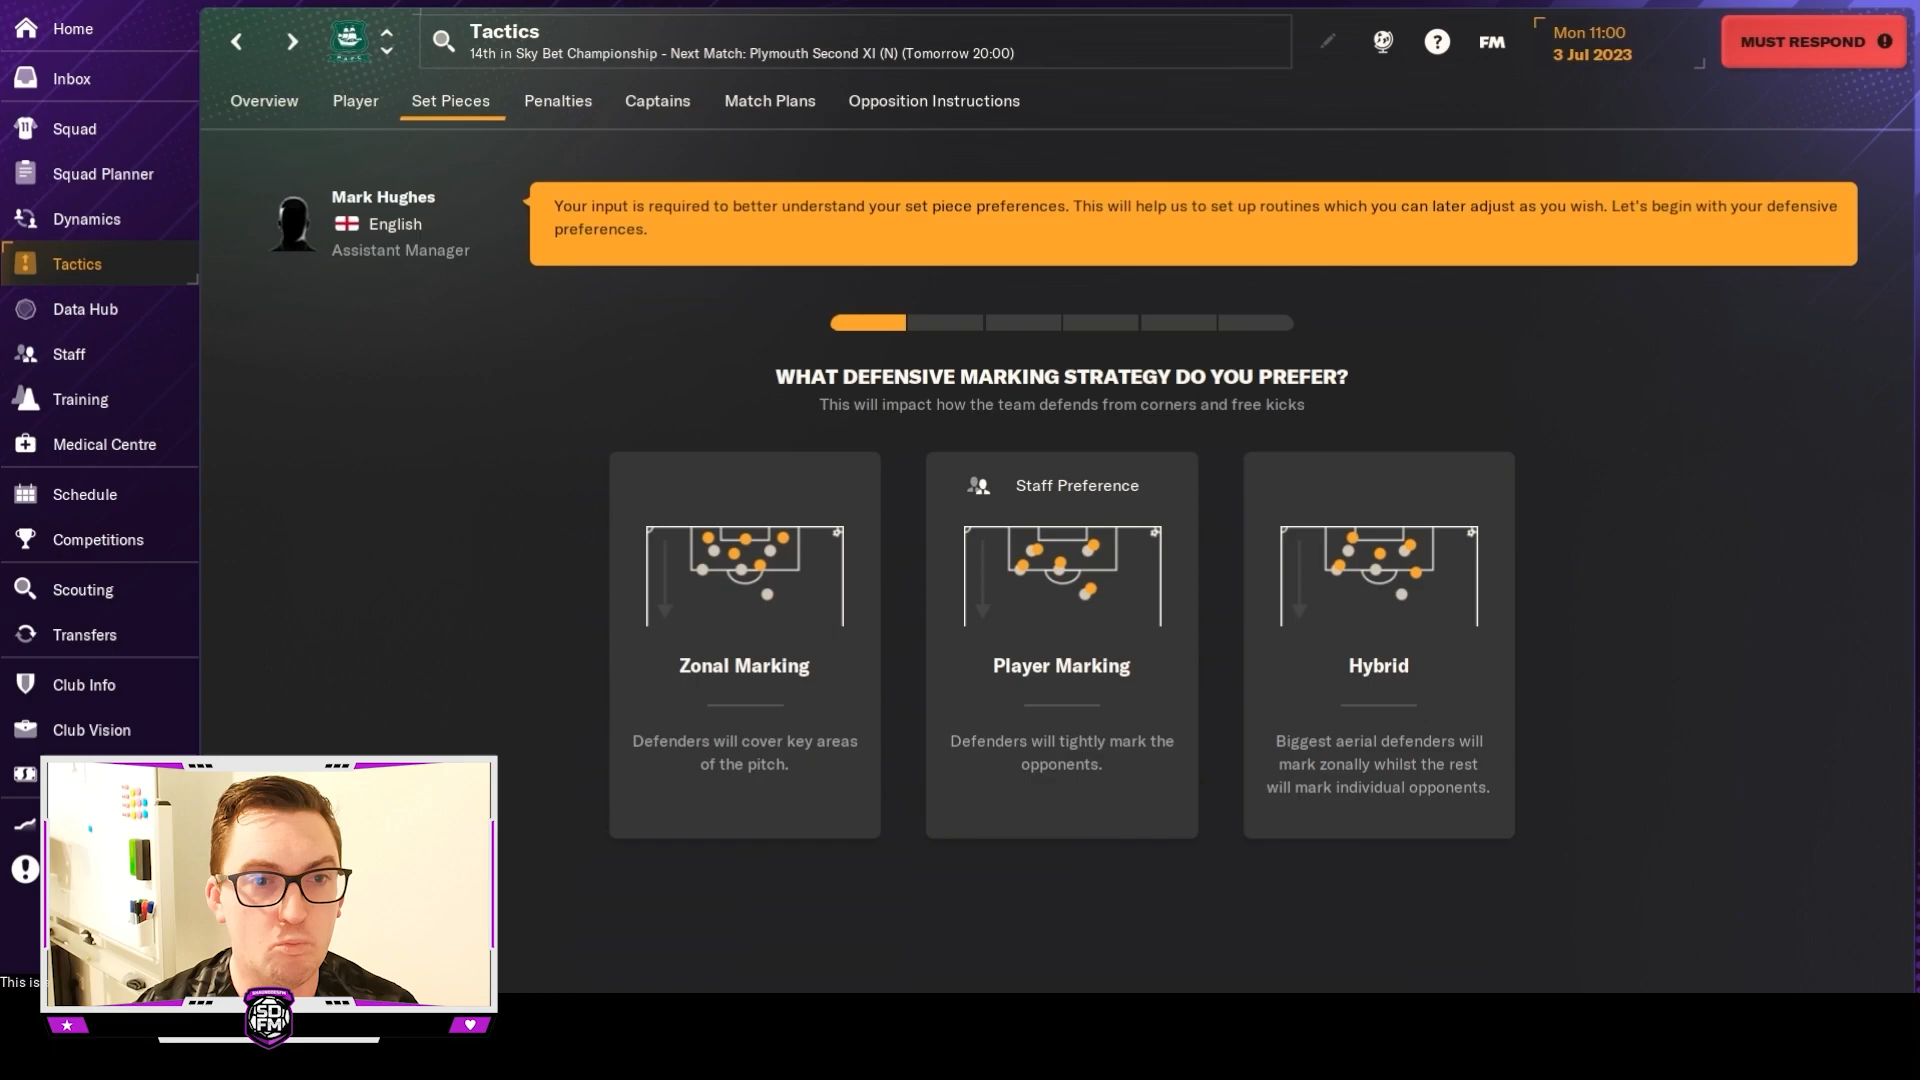 Home
Inbox
Squad
Squad Planner
Dynamics
Tactics
Data Hub
Staff
Training
Medical Centre
Schedule
Competitions
Scouting
Transfers
Club Info
Club Vision
This is
Tactics
14th in Sky Bet Championship - Next Match: Plymouth Second XI (N) (Tomorrow 20:00)
?
FM
Mon 11:00
3 Jul 2023
MUST RESPOND
Overview
Player
Set Pieces
Penalties
Captains
Match Plans
Opposition Instructions
Mark Hughes
English
Assistant Manager
Your input is required to better understand your set piece preferences. This will help us to set up routines which you can later adjust as you wish. Let's begin with your defensive
preferences.
WHAT DEFENSIVE MARKING STRATEGY DO YOU PREFER?
This will impact how the team defends from corners and free kicks
Zonal Marking
Defenders will cover key areas
of the pitch.
Staff Preference
Player Marking
Defenders will tightly mark the
opponents.
Hybrid
Biggest aerial defenders will
mark zonally whilst the rest
will mark individual opponents.
SD
FM